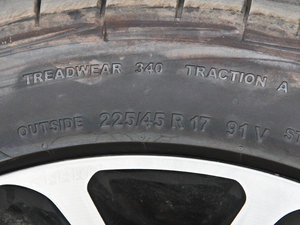 TREADWEAR 340 TRACTION A
OUTSIDE 225/45 R 17 91 V